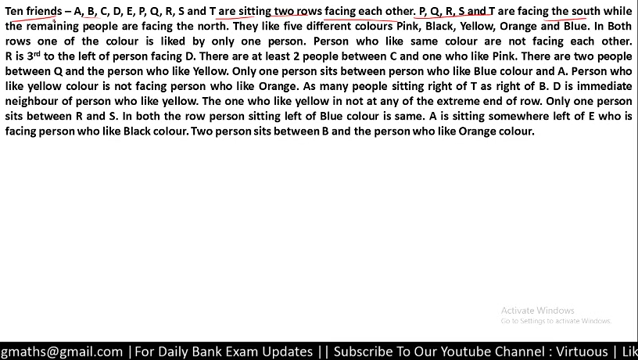 Ten friends – A, B, C, D, E, P, Q, R, S and T are sitting two rows facing each other. P, Q, R, S and T are facing the south while
the remaining people are facing the north. They like five different colours Pink, Black, Yellow, Orange and Blue. In Both
rows one of the colour is liked by only one person. Person who like same colour are not facing each other.
R is 3rd to the left of person facing D. There are at least 2 people between C and one who like Pink. There are two people
between Q and the person who like Yellow. Only one person sits between person who like Blue colour and A. Person who
like yellow colour is not facing person who like Orange. As many people sitting right of T as right of B. D is immediate
neighbour of person who like yellow. The one who like yellow in not at any of the extreme end of row. Only one person
sits between R and S. In both the row person sitting left of Blue colour is same. A is sitting somewhere left of E who is
facing person who like Black colour. Two person sits between B and the person who like Orange colour.
Activate Windows
Go to Settings to activate Windows.
gmaths@gmail.com |For Daily Bank Exam Updates || Subscribe To Our Youtube Channel : Virtuous | Lik